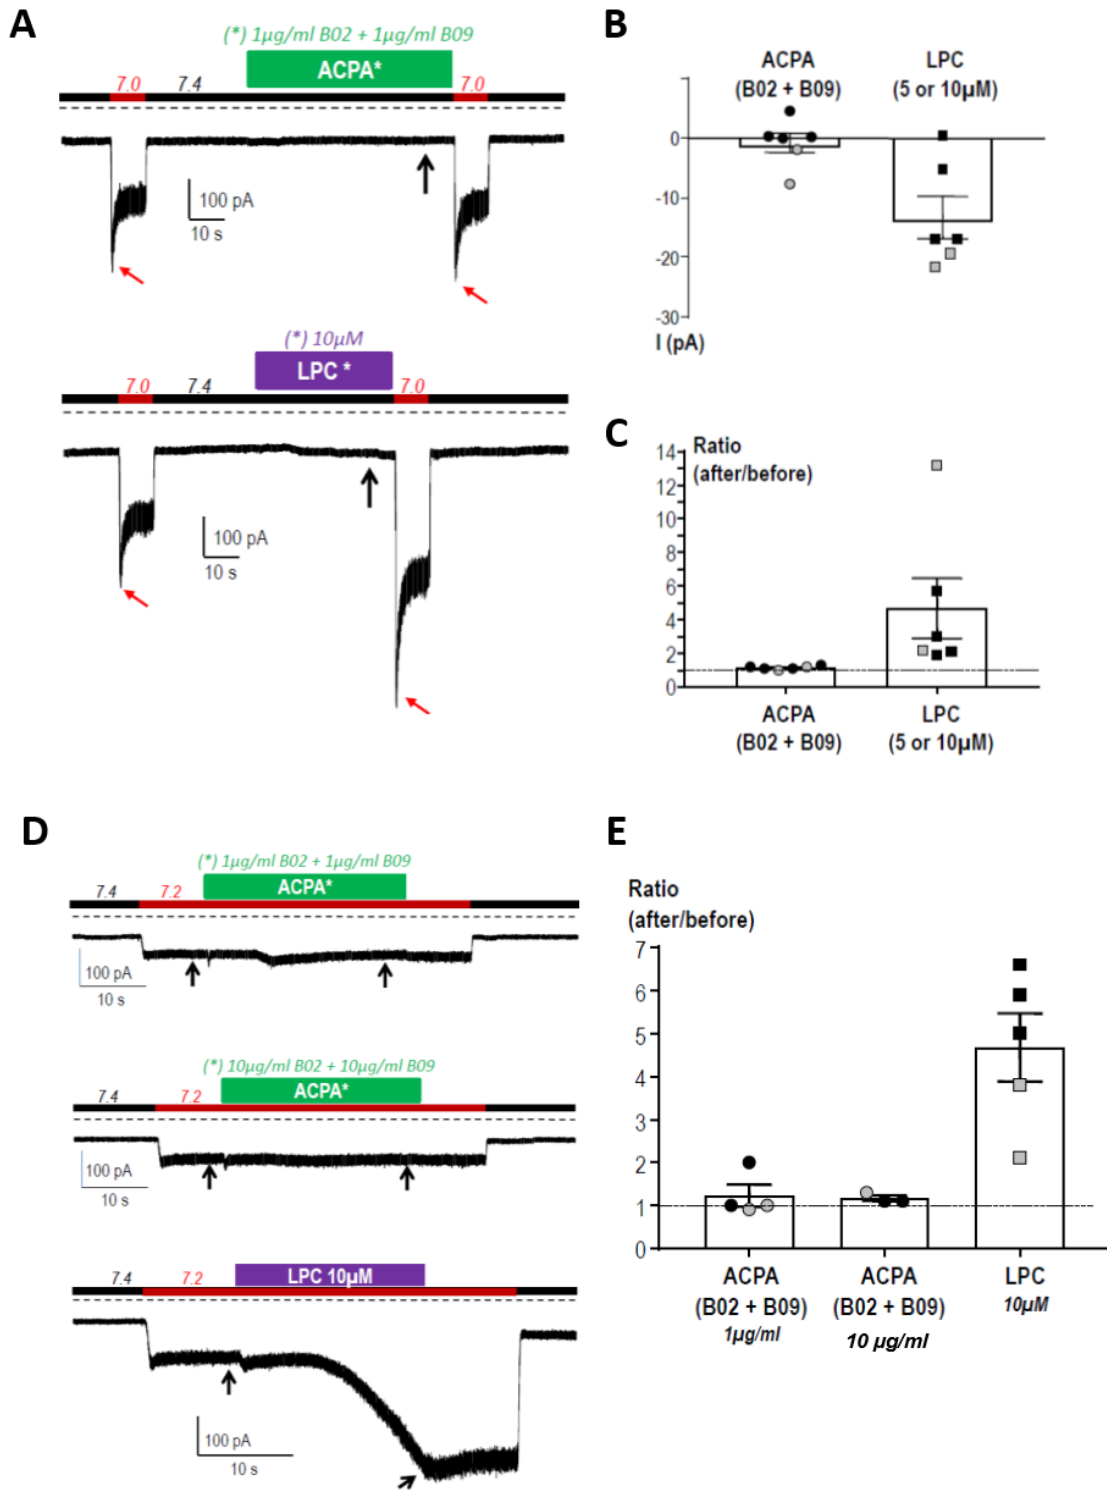 A
(*) 1µg/ml B02 + 1µg/ml B09
ACPA*
7.0
7.4
7.0
100 pA
10 s
(*) 10µM
LPC *
7.0
7.4
7.0
100 pA
10 s
B
ACPA
(B02 + B09)
LPC
(5 or 10µM)
0
-10
-20
-30
I (pA)
C
Ratio
(after/before)
14
12
10
8
6
4
2
0
ACPA
(B02 + B09)
LPC
(5 or 10µM)
D
(*) 1µg/ml B02 + 1µg/ml B09
ACPA*
7.4
7.2
100 pA
10 s
(*) 10µg/ml B02 + 10µg/ml B09
ACPA*
7.4
7.2
100 pA
10 s
LPC 10µM
7.4
7.2
100 pA
10 s
E
Ratio
(after/before)
7
6
5
4
3
2
1
0
ACPA
(B02 + B09)
1µg/ml
ACPA
(B02 + B09)
10 µg/ml
LPC
10µM